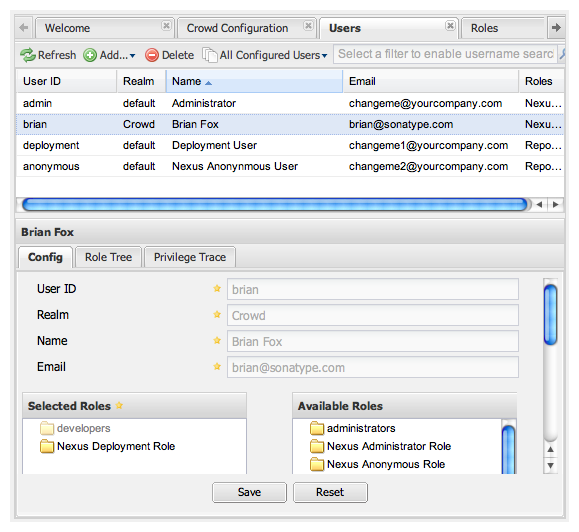 Welcome Crowd Configuration Users Roles
Refresh Add... Delete All Configured Users Select a filter to enable username searc
User ID Realm Name Email Roles
admin default Administrator changeme@yourcompany.com Nexu...
brian Crowd Brian Fox brian@sonatype.com Nexu...
deployment default Deployment User changeme1@yourcompany.com Repo...
anonymous default Nexus Anonynmous User changeme2@yourcompany.com Repo...
Brian Fox
Config Role Tree Privilege Trace
User ID brian
Realm Crowd
Name Brian Fox
Email brian@sonatype.com
Selected Roles Available Roles
developers administrators
Nexus Deployment Role Nexus Administrator Role
Nexus Anonymous Role
Save Reset